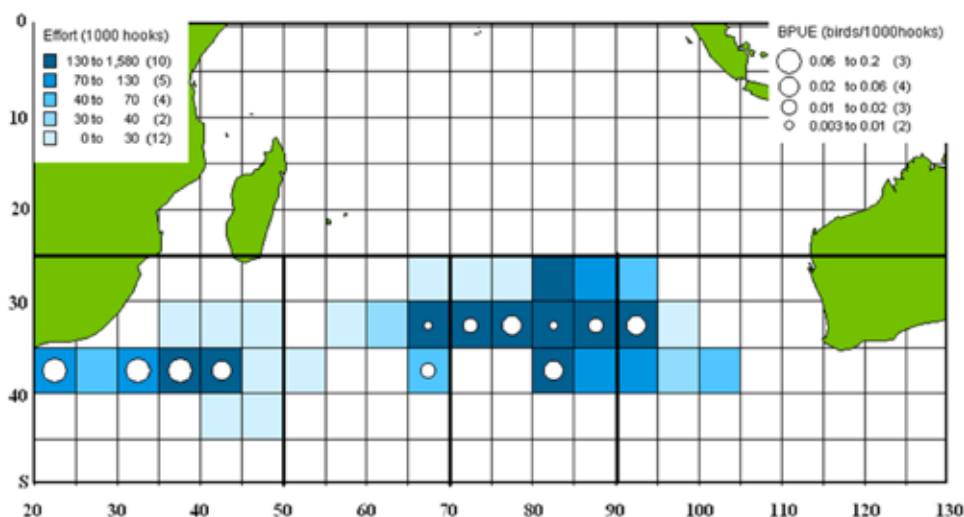 0
Effort (1000 hooks)
130 to 1,580 (10)
70 to 130 (5)
40 to 70 (4)
30 to 40 (2)
0 to 30 (12)
BPUE (birds/1000hooks)
0.06 to 0.2 (3)
0.02 to 0.06 (4)
0.01 to 0.02 (3)
0.003 to 0.01 (2)
10
20
30
40
S
20 30 40 50 60 70 80 90 100 110 120 130